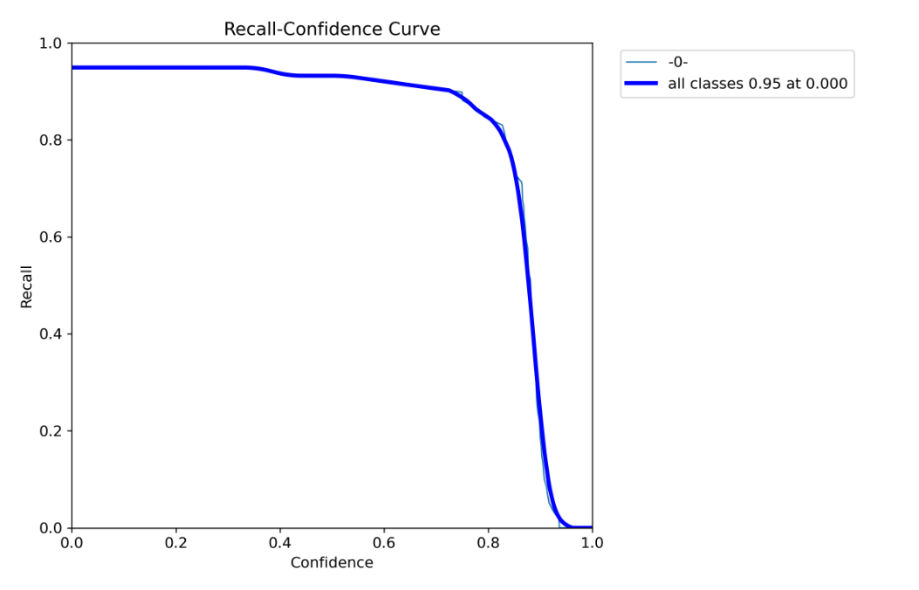 Recall-Confidence Curve
1.0
0.8
0.6
0.4
0.2
0.0
Recall
0.0 0.2 0.4 0.6 0.8 1.0
Confidence
-0-
all classes 0.95 at 0.000